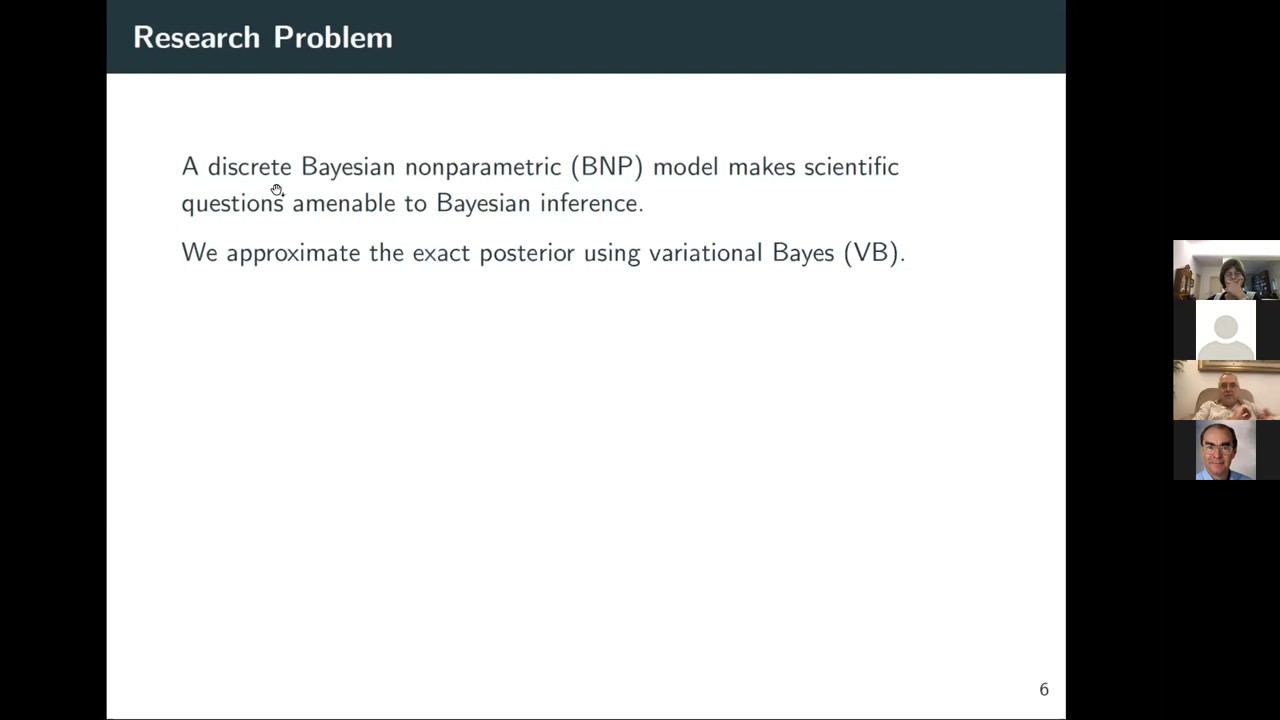 Research Problem
A discrete Bayesian nonparametric (BNP) model makes scientific
questions amenable to Bayesian inference.
We approximate the exact posterior using variational Bayes (VB).
6